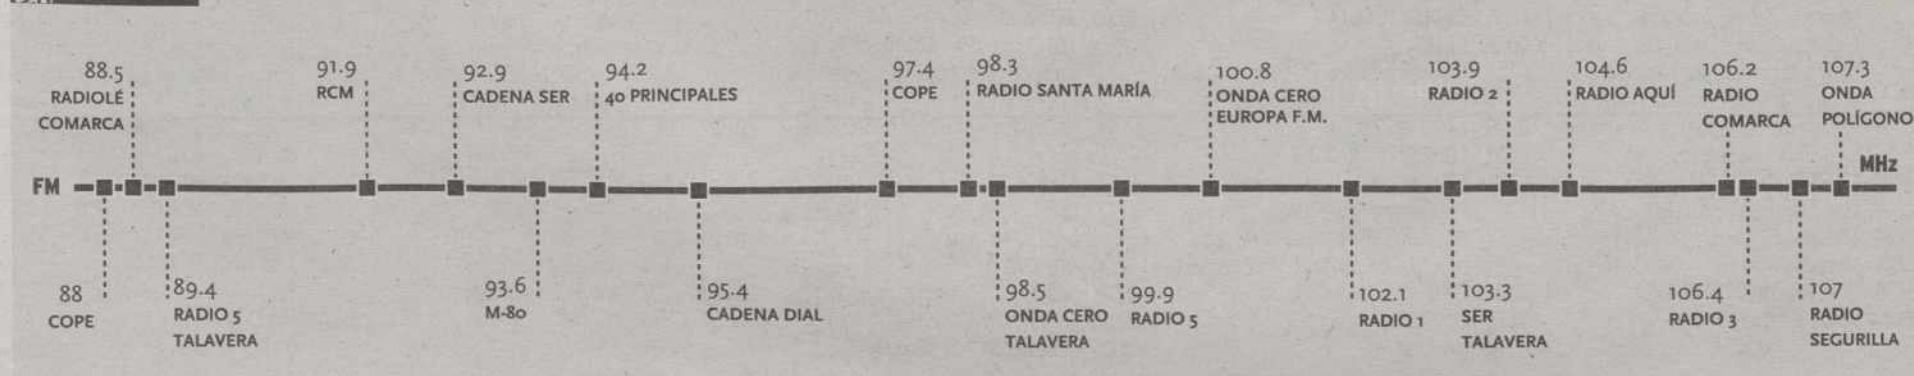 88.5
RADIOLÉ
COMARCA
91.9
RCM
92.9
CADENA SER
94.2
40 PRINCIPALES
97.4
COPE
98.3
RADIO SANTA MARÍA
100.8
ONDA CERO
EUROPA F.M.
103.9
RADIO 2
104.6
RADIO AQUÍ
106.2
RADIO
COMARCA
107.3
ONDA
POLÍGONO
FM
MHz
88
COPE
89.4
RADIO 5
TALAVERA
93.6
M-80
95.4
CADENA DIAL
98.5
ONDA CERO
TALAVERA
99.9
RADIO 5
102.1
RADIO 1
103.3
SER
TALAVERA
106.4
RADIO 3
107
RADIO
SEGURILLA